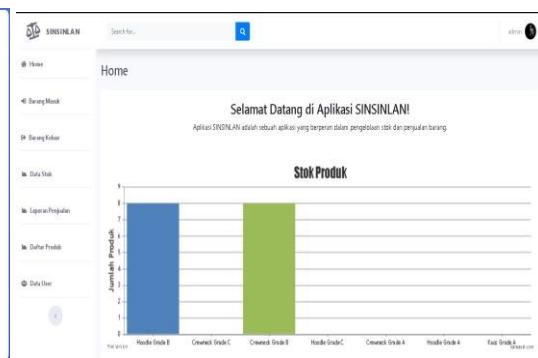 SINSINLAN
Search for...
admin
Home
Barang Masuk
Barang Keluar
Data Stok
Laporan Penjualan
Daftar Produk
Data User
Home
Selamat Datang di Aplikasi SINSINLAN!
Aplikasi SINSINLAN adalah sebuah aplikasi yang berperan dalam pengelolaan stok dan penjualan barang.
Stok Produk
Jumlah Produk
9
8
7
6
5
4
3
2
1
0
Hoodie Grade B
Crewneck Grade C
Crewneck Grade B
Hoodie Grade C
Crewneck Grade A
Hoodie Grade A
Kaos Grade A